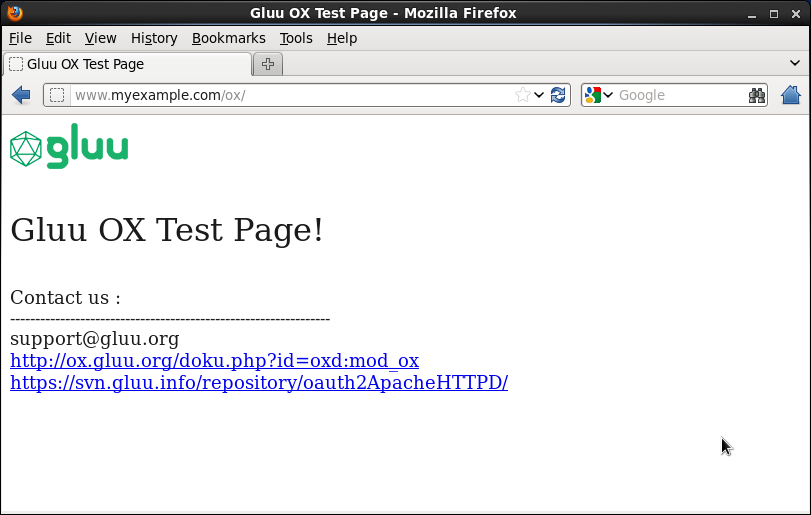 Gluu OX Test Page - Mozilla Firefox
File Edit View History Bookmarks Tools Help
Gluu OX Test Page
www.myexample.com/ox/ Google
gluu
Gluu OX Test Page!
Contact us :
----------------------------------------------------------------
support@gluu.org
http://ox.gluu.org/doku.php?id=oxd:mod_ox
https://svn.gluu.info/repository/oauth2ApacheHTTPD/